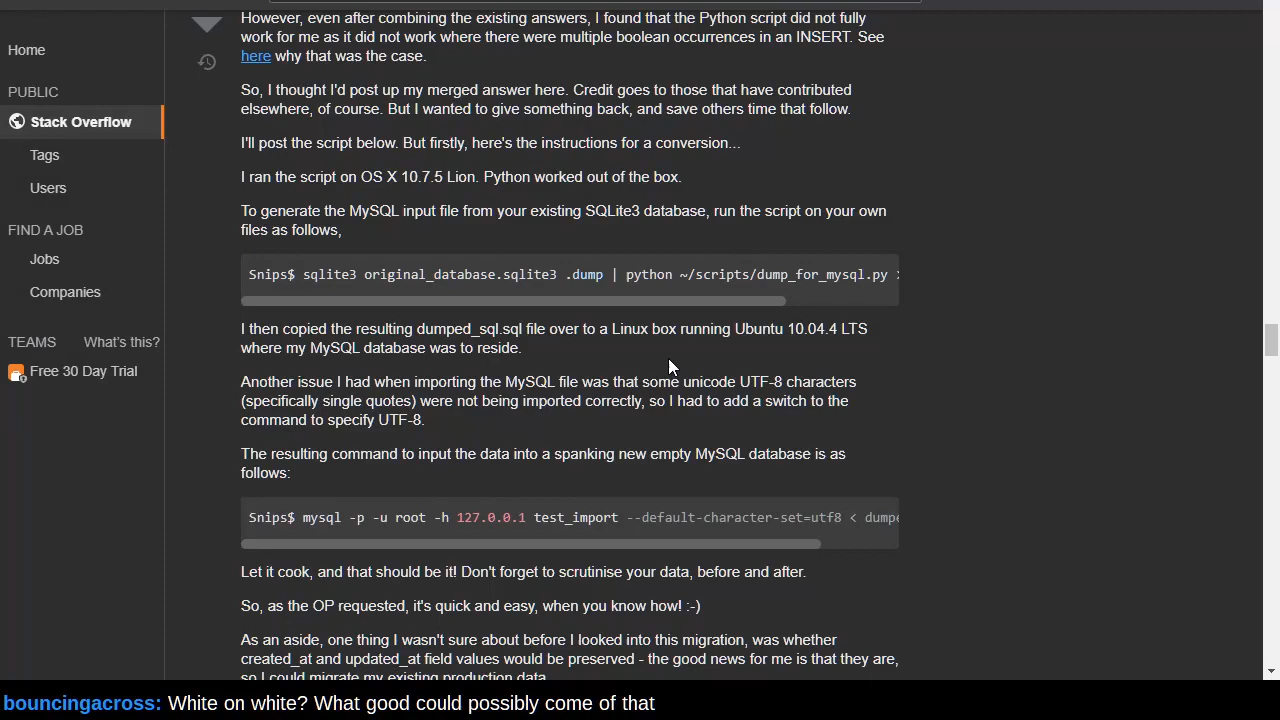 However, even after combining the existing answers, I found that the Python script did not fully
work for me as it did not work where there were multiple boolean occurrences in an INSERT. See
here why that was the case.
So, I thought I'd post up my merged answer here. Credit goes to those that have contributed
elsewhere, of course. But I wanted to give something back, and save others time that follow.
I'll post the script below. But firstly, here's the instructions for a conversion...
I ran the script on OS X 10.7.5 Lion. Python worked out of the box.
To generate the MySQL input file from your existing SQLite3 database, run the script on your own
files as follows,
Snips$ sqlite3 original_database.sqlite3 .dump | python ~/scripts/dump_for_mysql.py >
I then copied the resulting dumped_sql.sql file over to a Linux box running Ubuntu 10.04.4 LTS
where my MySQL database was to reside.
Another issue I had when importing the MySQL file was that some unicode UTF-8 characters
(specifically single quotes) were not being imported correctly, so I had to add a switch to the
command to specify UTF-8.
The resulting command to input the data into a spanking new empty MySQL database is as
follows:
Snips$ mysql -p -u root -h 127.0.0.1 test_import --default-character-set=utf8 < dumpe
Let it cook, and that should be it! Don't forget to scrutinise your data, before and after.
So, as the OP requested, it's quick and easy, when you know how! :-)
As an aside, one thing I wasn't sure about before I looked into this migration, was whether
created_at and updated_at field values would be preserved - the good news for me is that they are,
so I could migrate my existing production data.
Home
PUBLIC
Stack Overflow
Tags
Users
FIND A JOB
Jobs
Companies
TEAMS What's this?
Free 30 Day Trial
bouncingacross: White on white? What good could possibly come of that